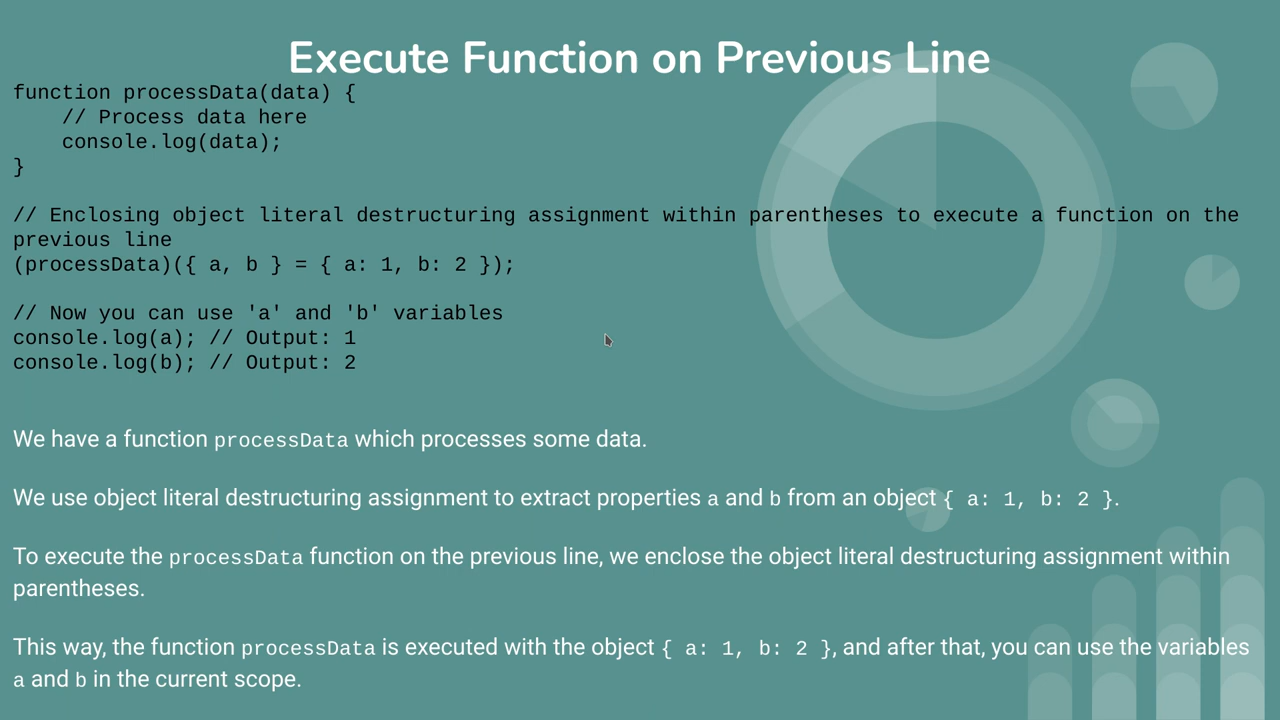 Execute Function on Previous Line
function processData(data) {
    // Process data here
    console.log(data);
}
// Enclosing object literal destructuring assignment within parentheses to execute a function on the
previous line
(processData)({ a, b } = { a: 1, b: 2 });
// Now you can use 'a' and 'b' variables
console.log(a); // Output: 1
console.log(b); // Output: 2
We have a function processData which processes some data.
We use object literal destructuring assignment to extract properties a and b from an object { a: 1, b: 2 }.
To execute the processData function on the previous line, we enclose the object literal destructuring assignment within
parentheses.
This way, the function processData is executed with the object { a: 1, b: 2 }, and after that, you can use the variables
a and b in the current scope.